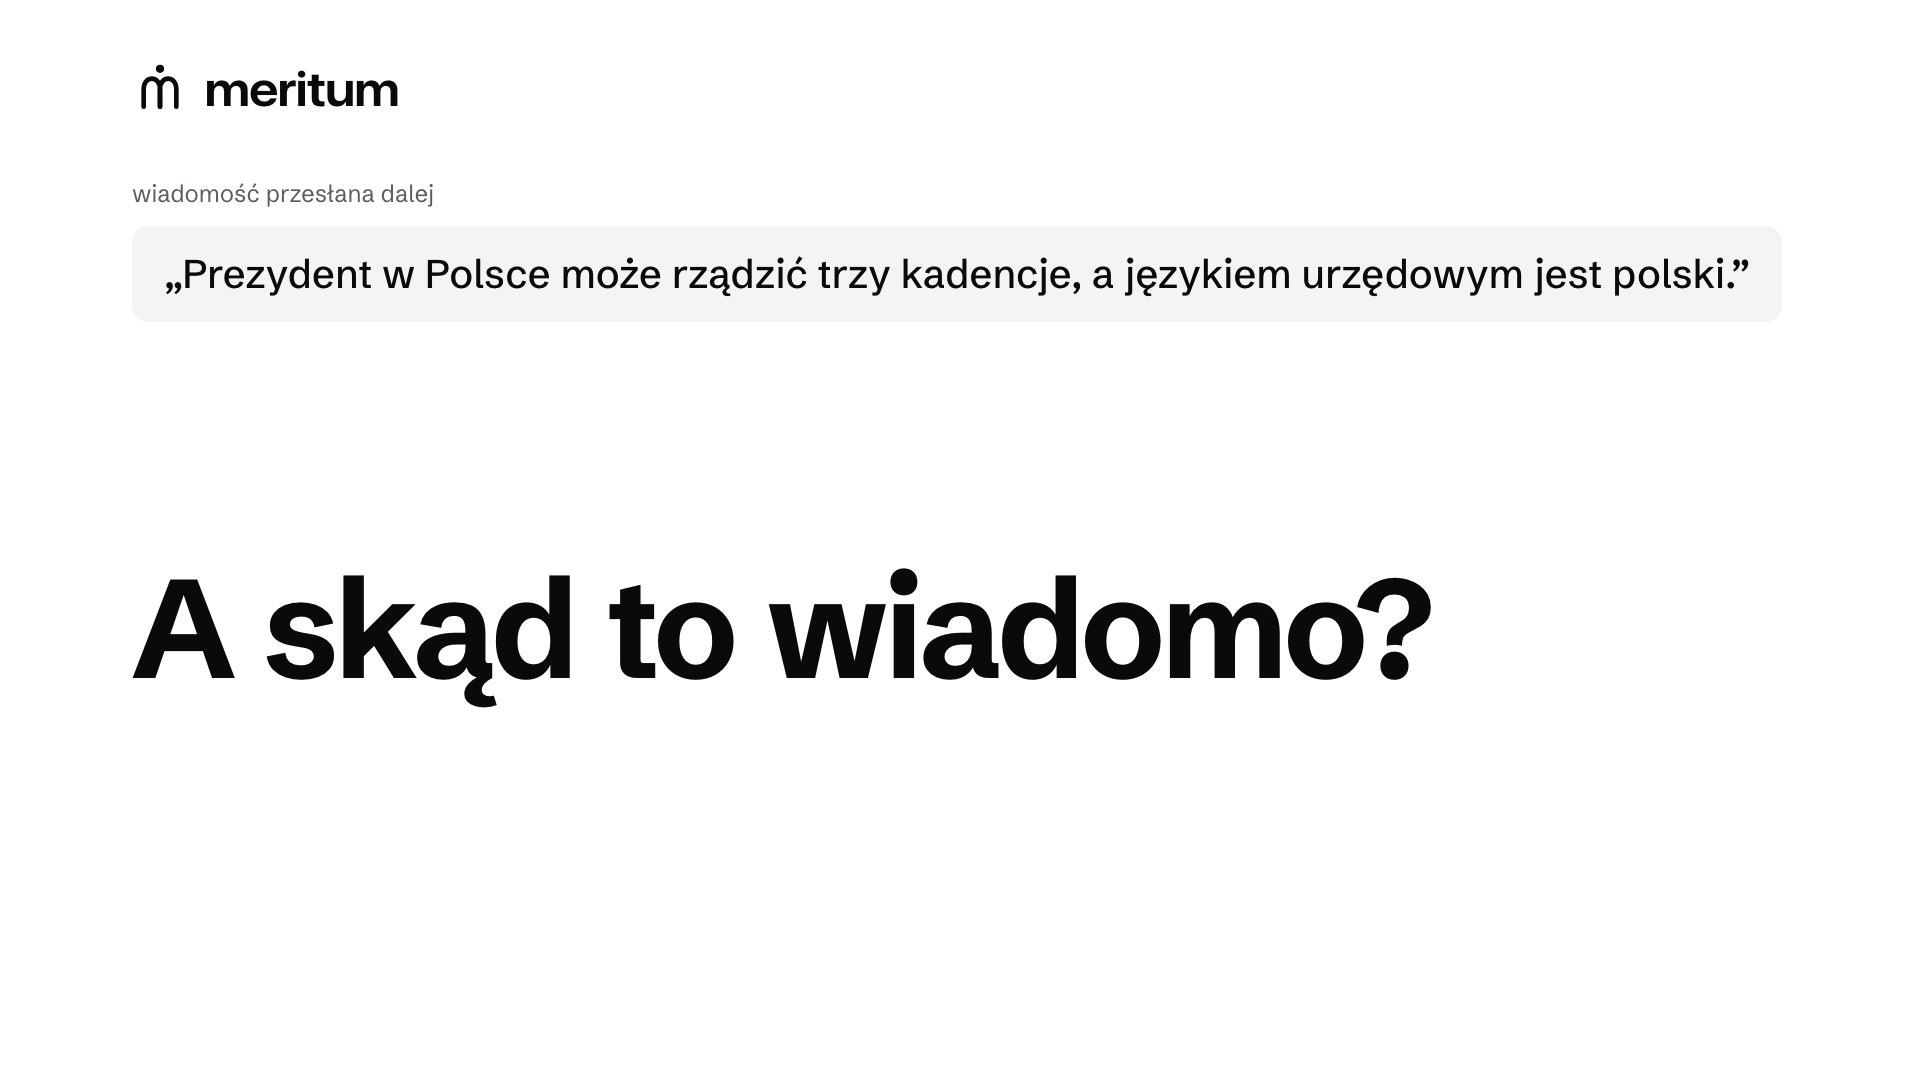 meritum
wiadomość przesłana dalej
„Prezydent w Polsce może rządzić trzy kadencje, a językiem urzędowym jest polski.”
A skąd to wiadomo?